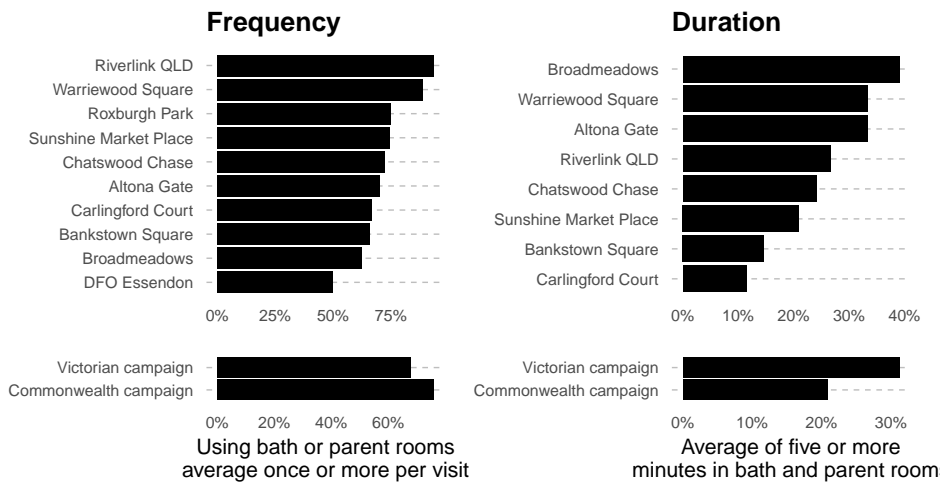 Frequency
Riverlink QLD
Warriewood Square
Roxburgh Park
Sunshine Market Place
Chatswood Chase
Altona Gate
Carlingford Court
Bankstown Square
Broadmeadows
DFO Essendon
0% 25% 50% 75%
Victorian campaign
Commonwealth campaign
0% 20% 40% 60%
Using bath or parent rooms
average once or more per visit
Duration
Broadmeadows
Warriewood Square
Altona Gate
Riverlink QLD
Chatswood Chase
Sunshine Market Place
Bankstown Square
Carlingford Court
0% 10% 20% 30% 40%
Victorian campaign
Commonwealth campaign
0% 10% 20% 30%
Average of five or more
minutes in bath and parent rooms